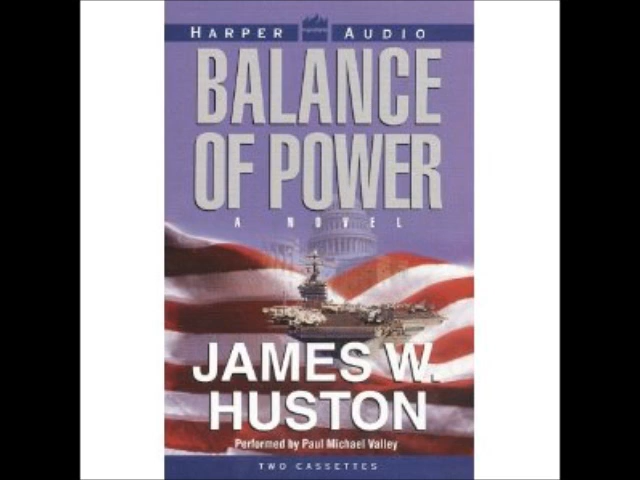 HARPER AUDIO
BALANCE
OF POWER
A NOVEL
JAMES W.
HUSTON
Performed by Paul Michael Valley
TWO CASSETTES